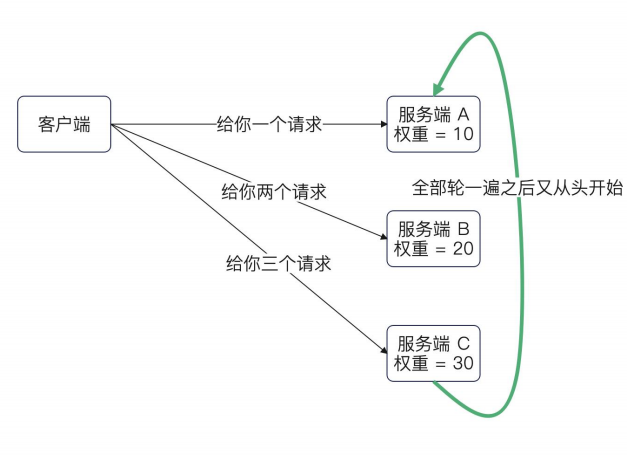 客户端
给你一个请求
服务端 A
权重 = 10
全部轮一遍之后又从头开始
给你两个请求
服务端 B
权重 = 20
给你三个请求
服务端 C
权重 = 30